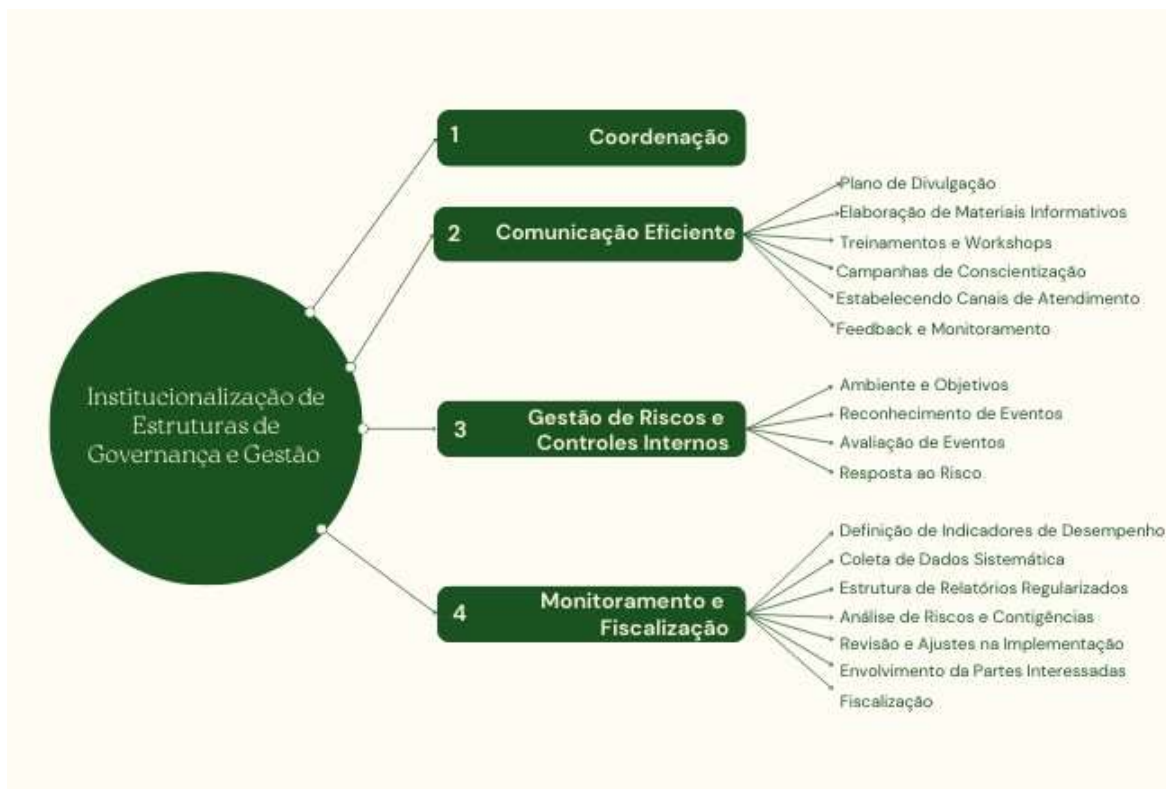 Institucionalização de
Estruturas de
Governança e Gestão
1
Coordenação
2
Comunicação Eficiente
Plano de Divulgação
Elaboração de Materiais Informativos
Treinamentos e Workshops
Campanhas de Conscientização
Estabelecendo Canais de Atendimento
Feedback e Monitoramento
3
Gestão de Riscos e
Controles Internos
Ambiente e Objetivos
Reconhecimento de Eventos
Avaliação de Eventos
Resposta ao Risco
4
Monitoramento e
Fiscalização
Definição de Indicadores de Desempenho
Coleta de Dados Sistemática
Estrutura de Relatórios Regularizados
Análise de Riscos e Contigências
Revisão e Ajustes na Implementação
Envolvimento da Partes Interessadas
Fiscalização